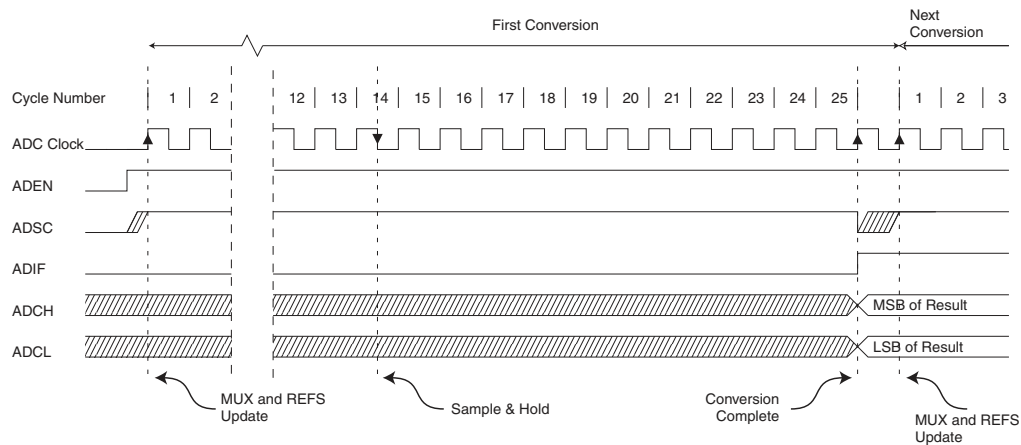 First Conversion
Next
Conversion
Cycle Number 1 2 12 13 14 15 16 17 18 19 20 21 22 23 24 25 1 2 3
ADC Clock
ADEN
ADSC
ADIF
ADCH MSB of Result
ADCL LSB of Result
MUX and REFS
Update
Sample & Hold
Conversion
Complete
MUX and REFS
Update